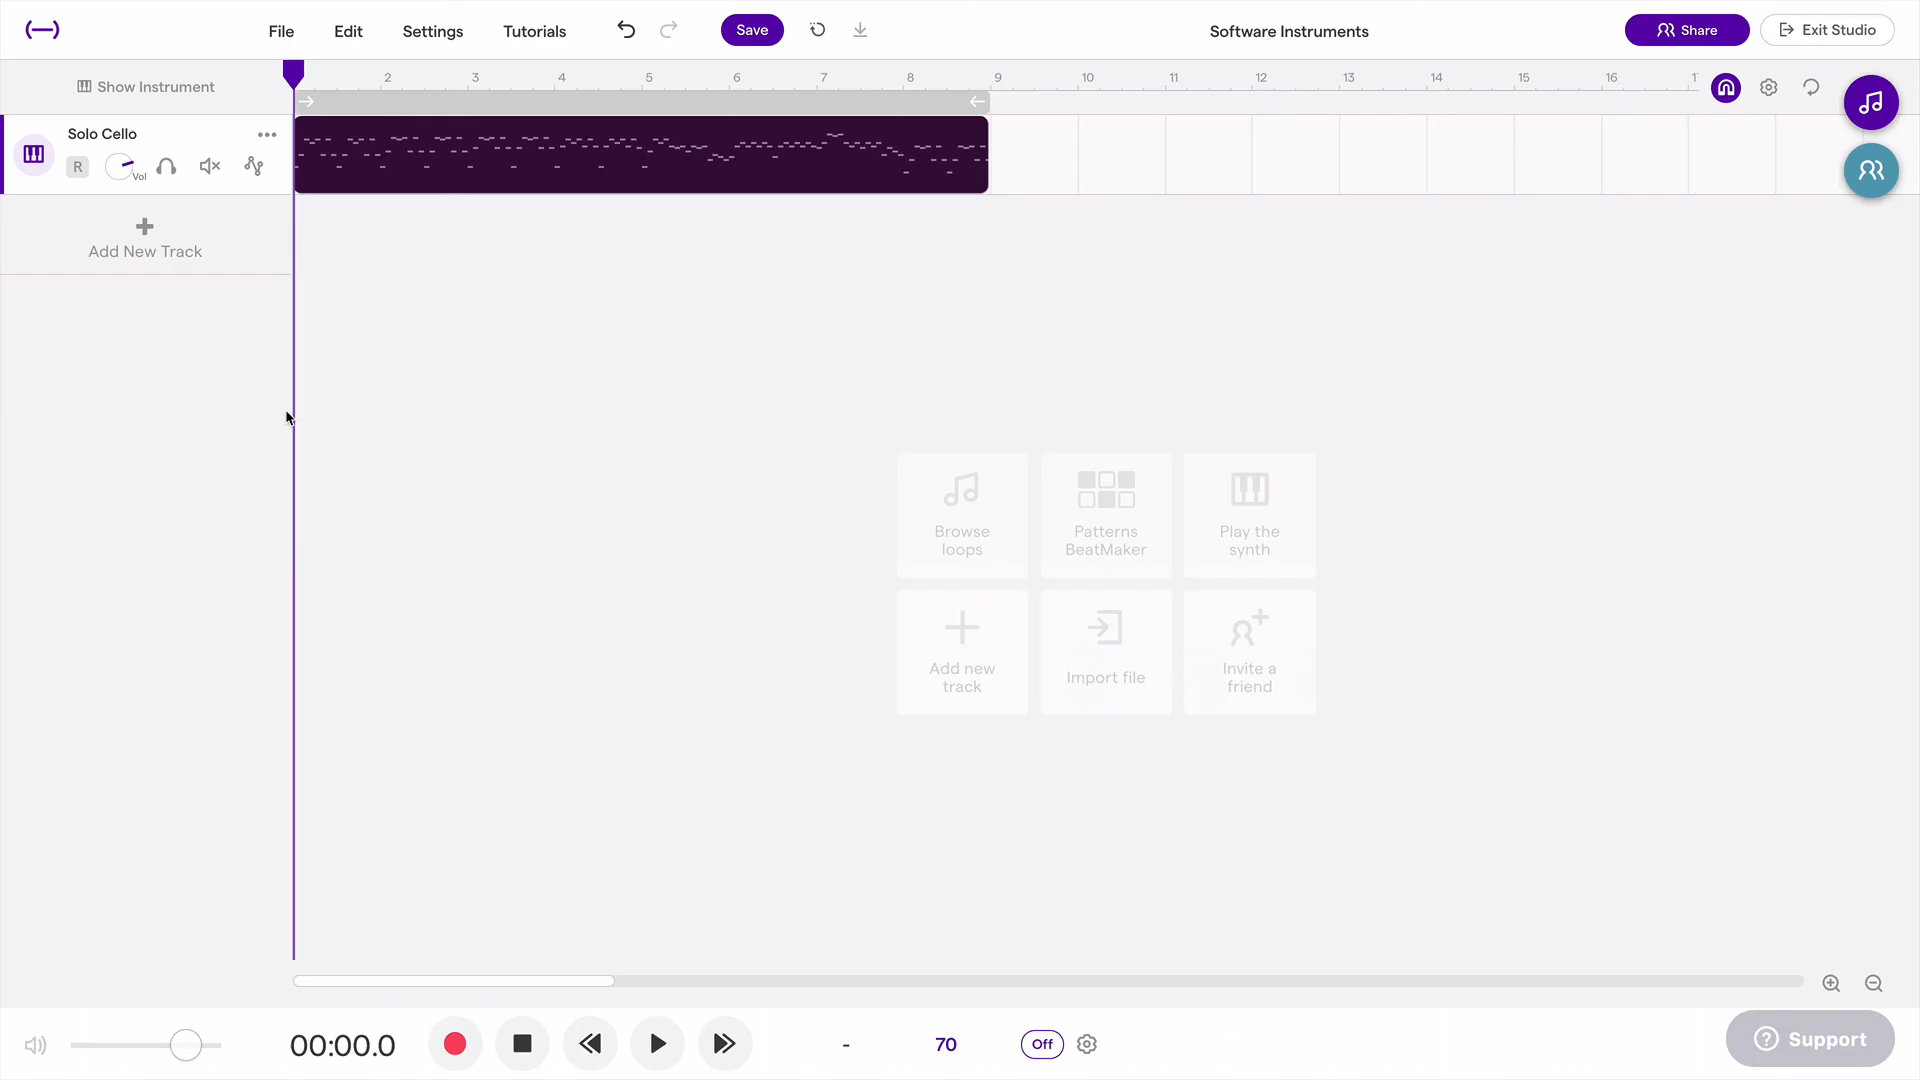 File Edit Settings Tutorials Save Software Instruments Share Exit Studio
Show Instrument 2 3 4 5 6 7 8 9 10 11 12 13 14 15 16
Solo Cello
R Vol
Add New Track
Browse
loops
Patterns
BeatMaker
Play the
synth
Add new
track
Import file
Invite a
friend
00:00.0 - 70 Off Support